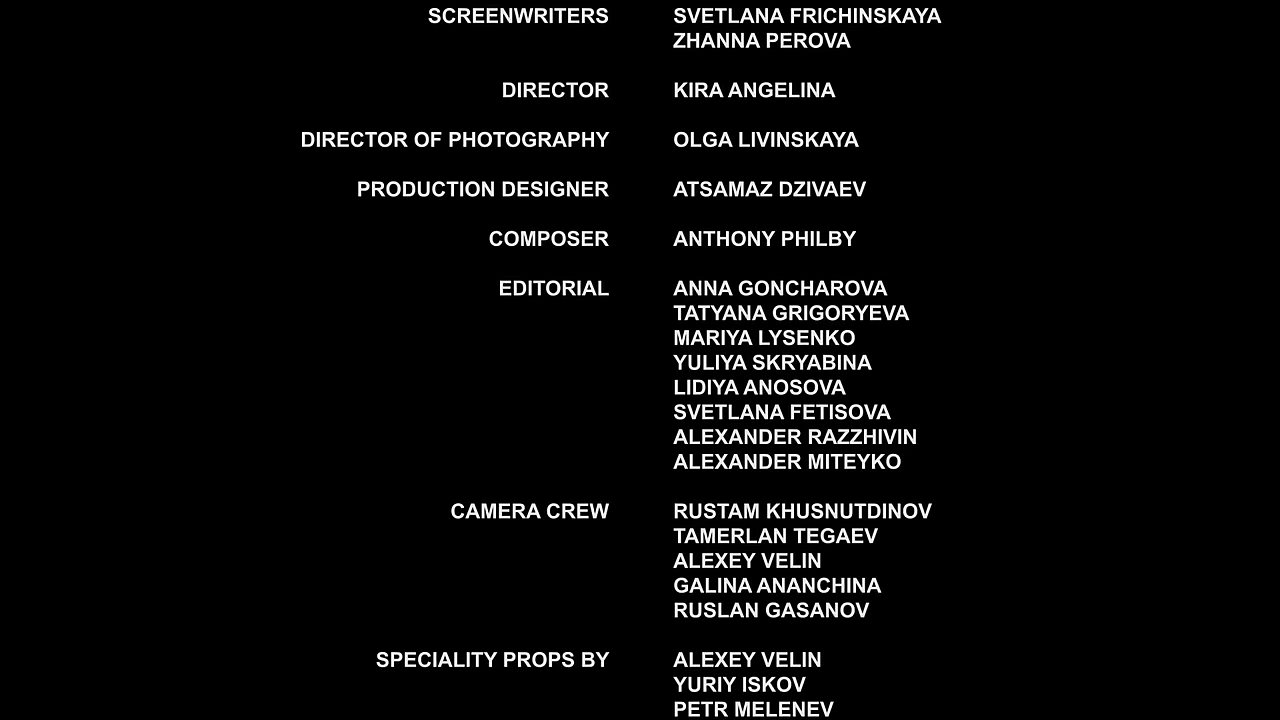 SCREENWRITERS SVETLANA FRICHINSKAYA
ZHANNA PEROVA
DIRECTOR KIRA ANGELINA
DIRECTOR OF PHOTOGRAPHY OLGA LIVINSKAYA
PRODUCTION DESIGNER ATSAMAZ DZIVAEV
COMPOSER ANTHONY PHILBY
EDITORIAL ANNA GONCHAROVA
TATYANA GRIGORYEVA
MARIYA LYSENKO
YULIYA SKRYABINA
LIDIYA ANOSOVA
SVETLANA FETISOVA
ALEXANDER RAZZHIVIN
ALEXANDER MITEYKO
CAMERA CREW RUSTAM KHUSNUTDINOV
TAMERLAN TEGAEV
ALEXEY VELIN
GALINA ANANCHINA
RUSLAN GASANOV
SPECIALITY PROPS BY ALEXEY VELIN
YURIY ISKOV
PETR MELENEV